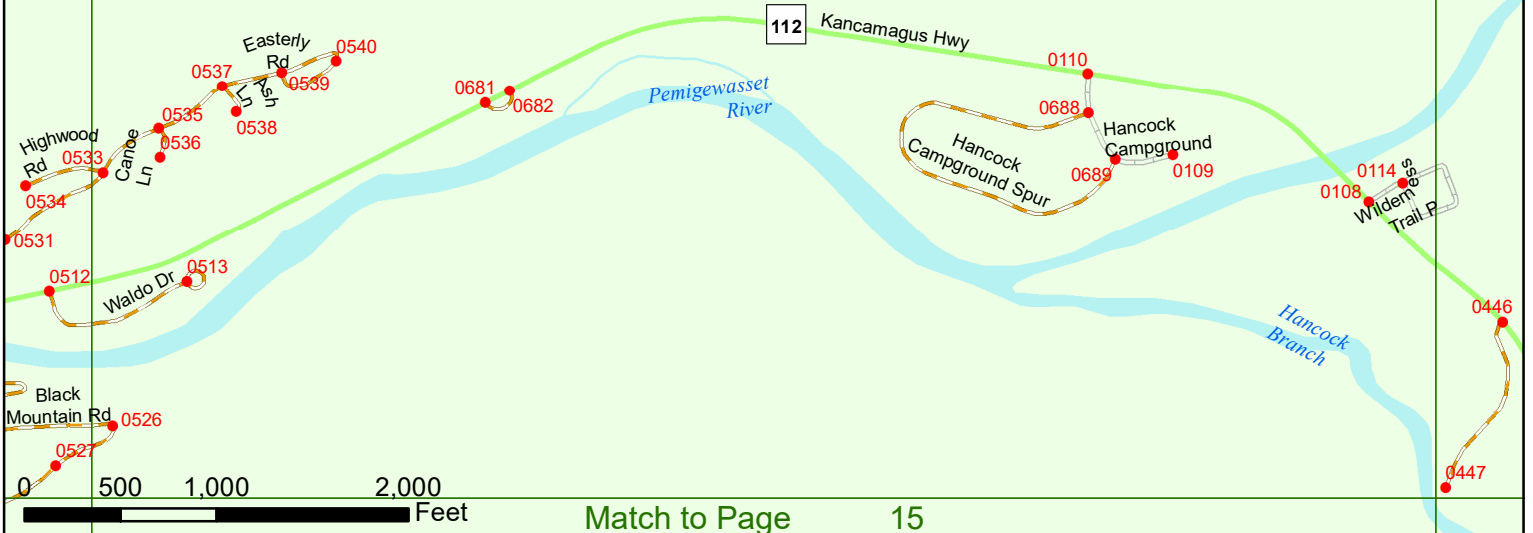 112
Kancamagus Hwy
Easterly
Rd
0540
0537
0539
Ash
Ln
0538
0535
0536
Highwood
Rd
0533
Canoe
Ln
0534
0531
0681
0682
Pemigewasset
River
0110
0688
Hancock
Campground
0689
0109
Hancock
Campground Spur
0114
0108
Wilderness
Trail P
0512
0513
Waldo Dr
0446
Hancock
Branch
Black
Mountain Rd
0526
0527
0447
0 500 1,000 2,000
Feet
Match to Page 15